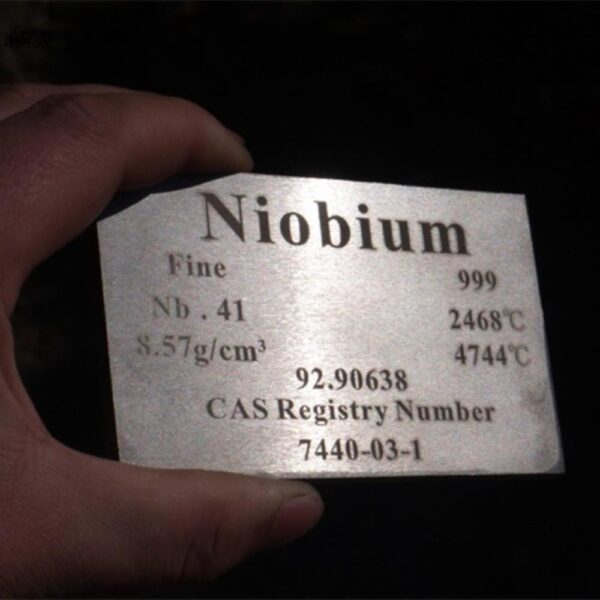 Niobium
Fine 999
Nb . 41 2468℃
8.57g/cm³ 4744℃
92.90638
CAS Registry Number
7440-03-1